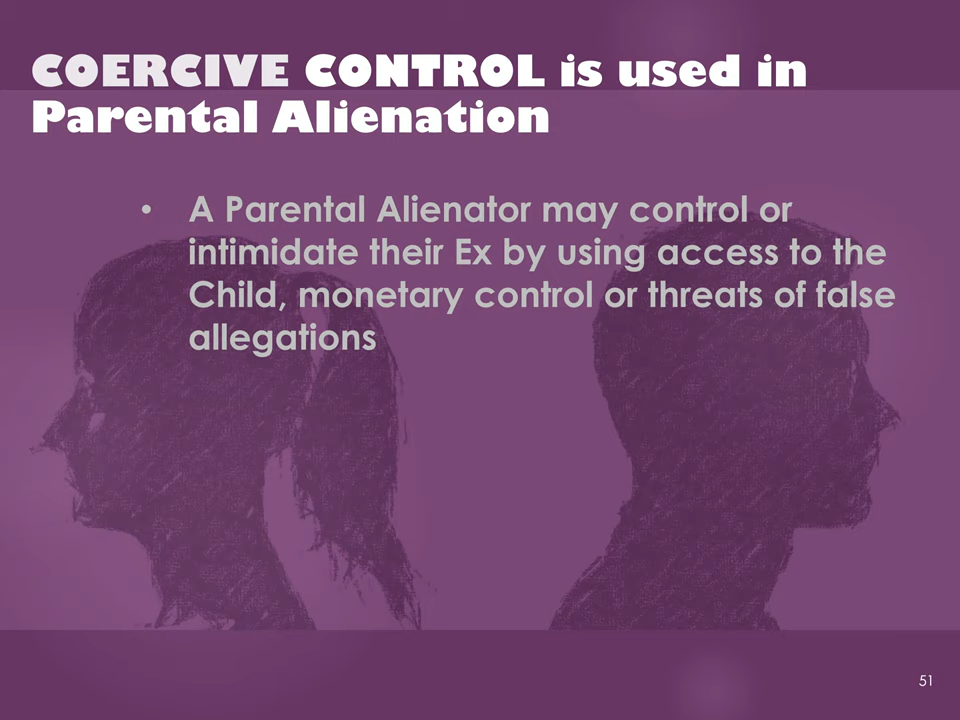 COERCIVE CONTROL is used in
Parental Alienation
• A Parental Alienator may control or
intimidate their Ex by using access to the
Child, monetary control or threats of false
allegations
51